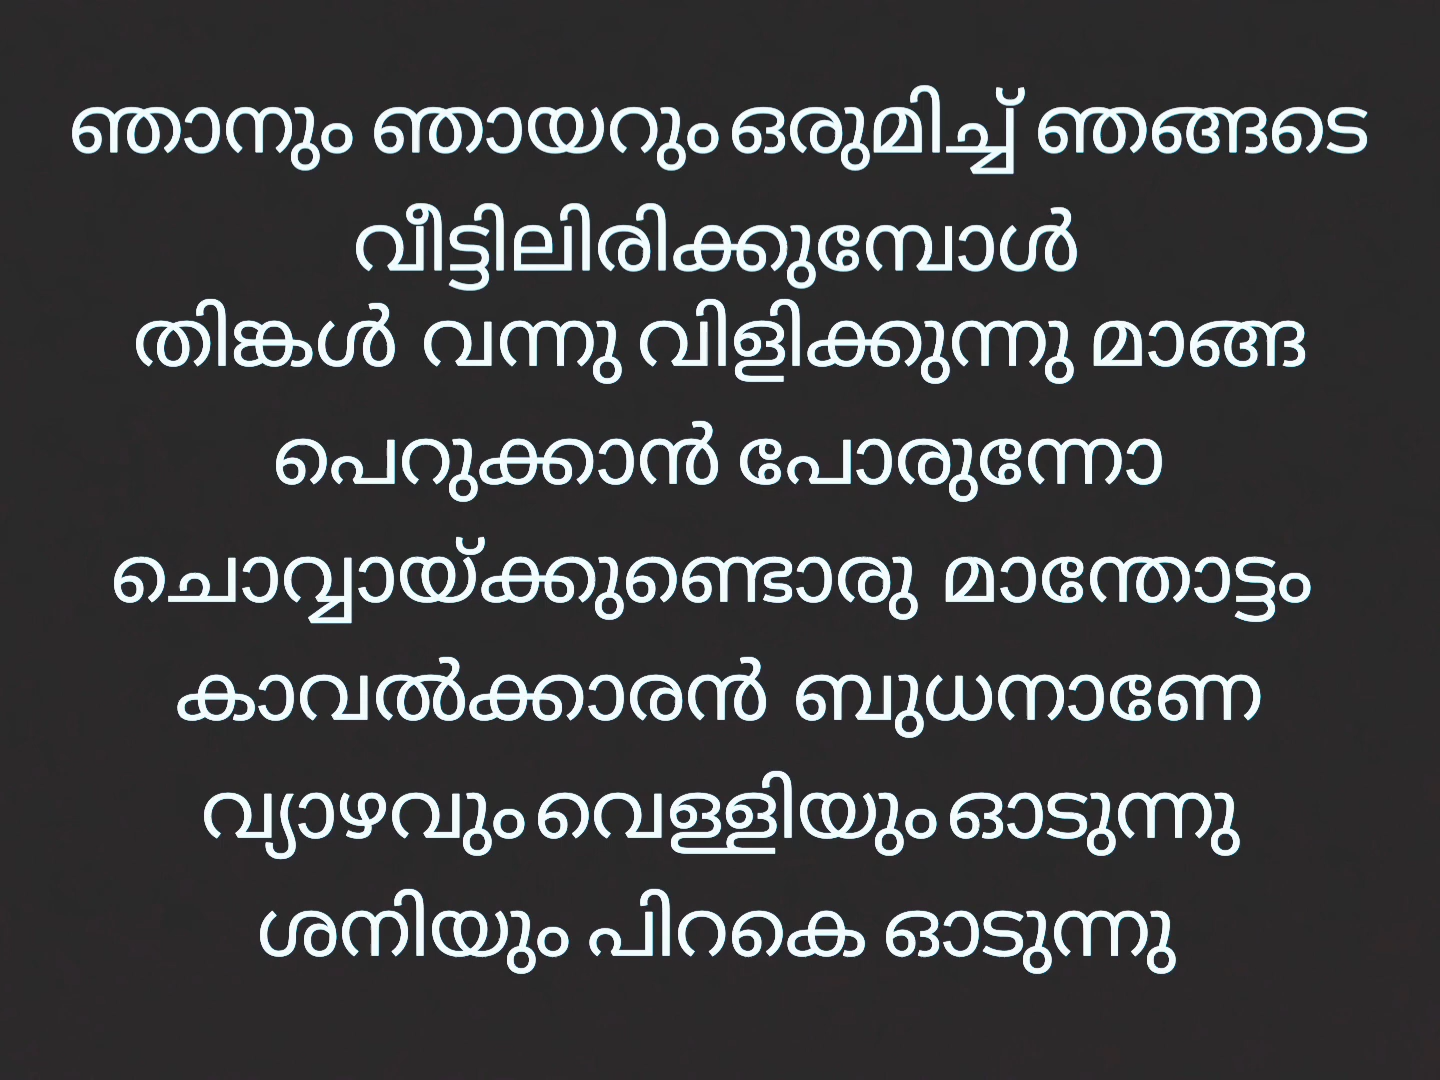 ഞാനും ഞായറും ഒരുമിച്ച് ഞങ്ങടെ
വീട്ടിലിരിക്കുമ്പോൾ
തിങ്കൾ വന്നു വിളിക്കുന്നു മാങ്ങ
പെറുക്കാൻ പോരുന്നോ
ചൊവ്വായ്ക്കുണ്ടൊരു മാന്തോട്ടം
കാവൽക്കാരൻ ബുധനാണേ
വ്യാഴവും വെള്ളിയും ഓടുന്നു
ശനിയും പിറകെ ഓടുന്നു